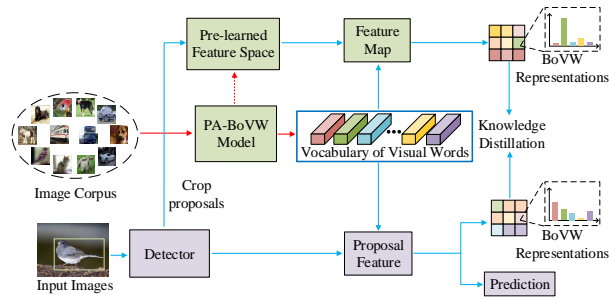 Pre-learned
Feature Space
Feature
Map
BoVW
Representations
PA-BoVW
Model
Vocabulary of Visual Words
Knowledge
Distillation
Image Corpus
Crop
proposals
Input Images
Detector
Proposal
Feature
BoVW
Representations
Prediction